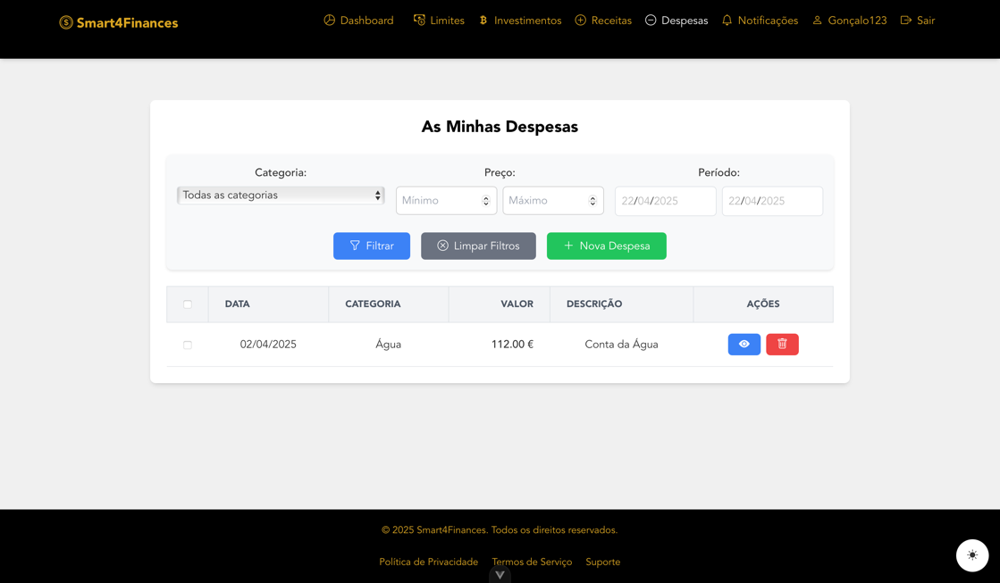 Smart4Finances
Dashboard
Limites
Investimentos
Receitas
Despesas
Notificações
Gonçalo123
Sair
As Minhas Despesas
Categoria:
Preço:
Período:
Todas as categorias
Mínimo
Máximo
22/04/2025
22/04/2025
Filtrar
Limpar Filtros
Nova Despesa
DATA
CATEGORIA
VALOR
DESCRIÇÃO
AÇÕES
02/04/2025
Água
112.00 €
Conta da Água
© 2025 Smart4Finances. Todos os direitos reservados.
Política de Privacidade
Termos de Serviço
Suporte